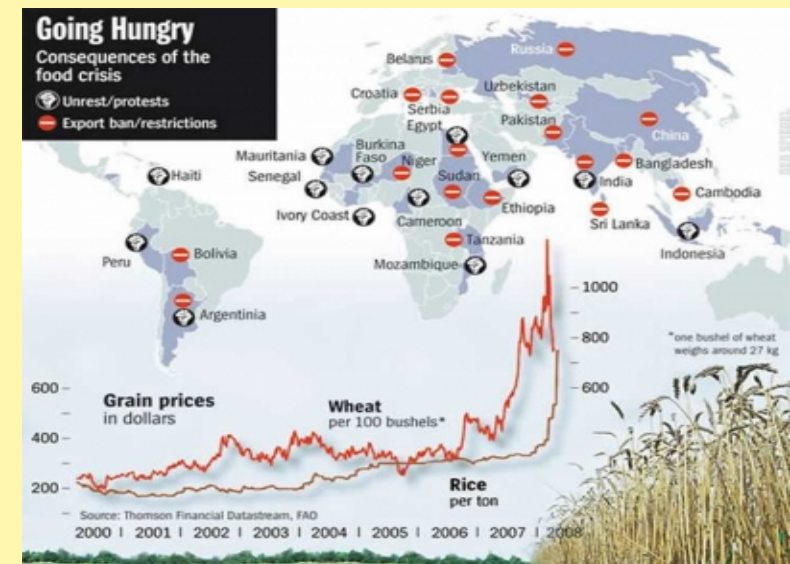 Going Hungry
Consequences of the
food crisis
Unrest/protests
Export ban/restrictions
Russia
Belarus
Croatia
Serbia
Uzbekistan
Egypt
Pakistan
China
Burkina
Faso
Mauritania
Niger
Yemen
Bangladesh
Haiti
Senegal
Sudan
India
Cambodia
Ivory Coast
Cameroon
Ethiopia
Sri Lanka
Peru
Bolivia
Tanzania
Indonesia
Mozambique
Argentinia
1000
800
600
*one bushel of wheat
weighs around 27 kg
600
400
200
Grain prices
in dollars
Wheat
per 100 bushels*
Rice
per ton
Source: Thomson Financial Datastream, FAO
2000 2001 2002 2003 2004 2005 2006 2007 2008